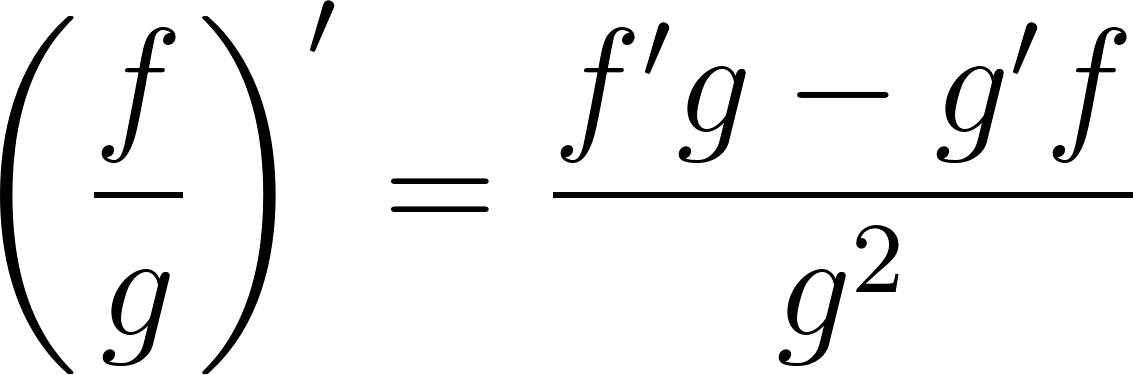 (f/g)′ = (f′g − g′f)/g²